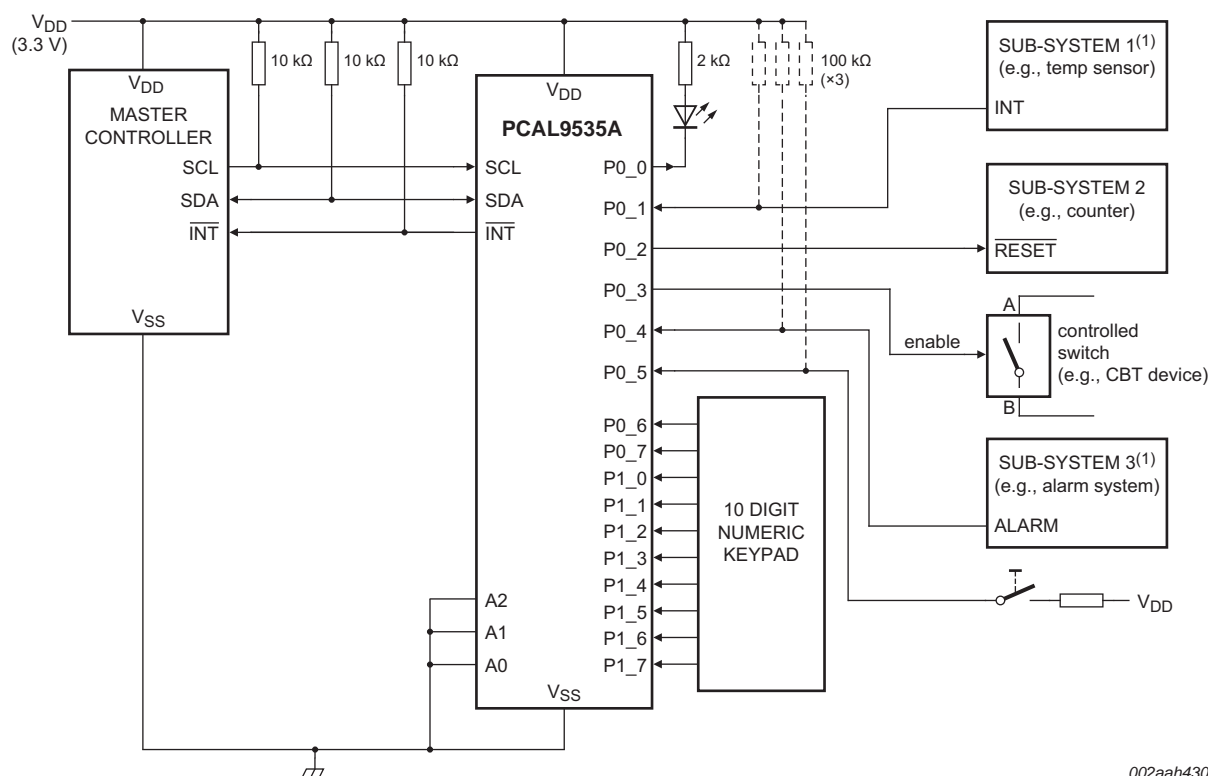 VDD
(3.3 V)
10 kΩ
10 kΩ
10 kΩ
2 kΩ
100 kΩ
(×3)
VDD
MASTER
CONTROLLER
SCL
SDA
INT
VSS
VDD
PCAL9535A
SCL
SDA
INT
A2
A1
A0
VSS
P0_0
P0_1
P0_2
P0_3
P0_4
P0_5
P0_6
P0_7
P1_0
P1_1
P1_2
P1_3
P1_4
P1_5
P1_6
P1_7
10 DIGIT
NUMERIC
KEYPAD
SUB-SYSTEM 1(1)
(e.g., temp sensor)
INT
SUB-SYSTEM 2
(e.g., counter)
RESET
enable
A
B
controlled
switch
(e.g., CBT device)
SUB-SYSTEM 3(1)
(e.g., alarm system)
ALARM
VDD
002aah430